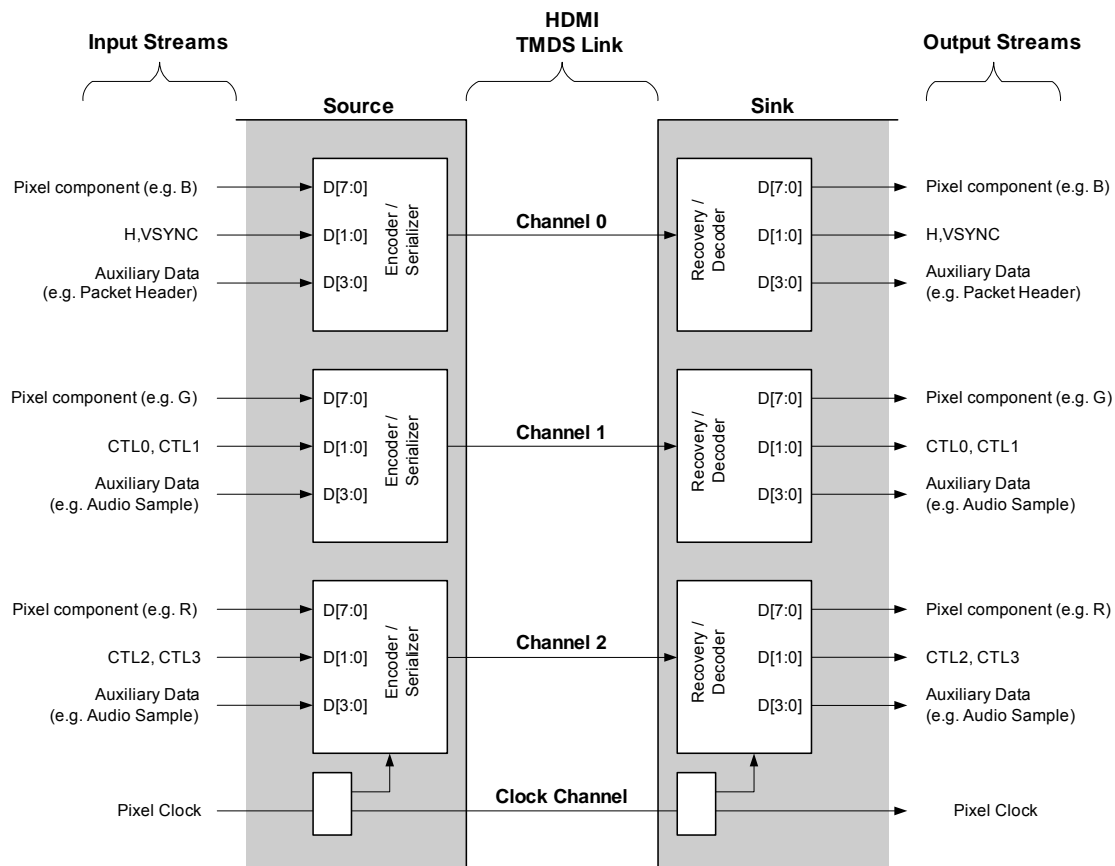 HDMI
TMDS Link
Input Streams
Output Streams
Source
Sink
Pixel component (e.g. B)
H,VSYNC
Auxiliary Data
(e.g. Packet Header)
D[7:0]
D[1:0]
D[3:0]
Encoder /
Serializer
Channel 0
Recovery /
Decoder
D[7:0]
D[1:0]
D[3:0]
Pixel component (e.g. B)
H,VSYNC
Auxiliary Data
(e.g. Packet Header)
Pixel component (e.g. G)
CTL0, CTL1
Auxiliary Data
(e.g. Audio Sample)
D[7:0]
D[1:0]
D[3:0]
Encoder /
Serializer
Channel 1
Recovery /
Decoder
D[7:0]
D[1:0]
D[3:0]
Pixel component (e.g. G)
CTL0, CTL1
Auxiliary Data
(e.g. Audio Sample)
Pixel component (e.g. R)
CTL2, CTL3
Auxiliary Data
(e.g. Audio Sample)
D[7:0]
D[1:0]
D[3:0]
Encoder /
Serializer
Channel 2
Recovery /
Decoder
D[7:0]
D[1:0]
D[3:0]
Pixel component (e.g. R)
CTL2, CTL3
Auxiliary Data
(e.g. Audio Sample)
Pixel Clock
Clock Channel
Pixel Clock